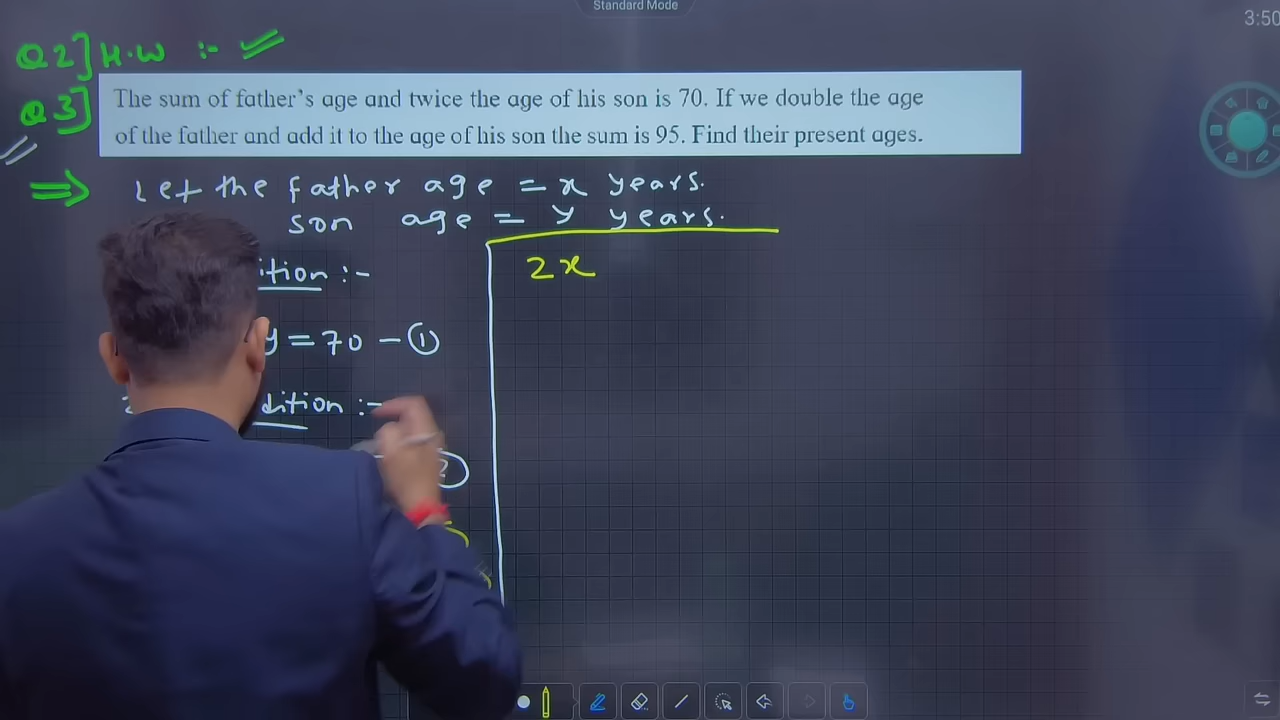 Standard Mode
3:50
Q2] H.W :-
Q3]
The sum of father's age and twice the age of his son is 70. If we double the age
of the father and add it to the age of his son the sum is 95. Find their present ages.
⇒ Let the father age = x years.
son age = y years.
ition :-
2x
y = 70 - ①
dition :-